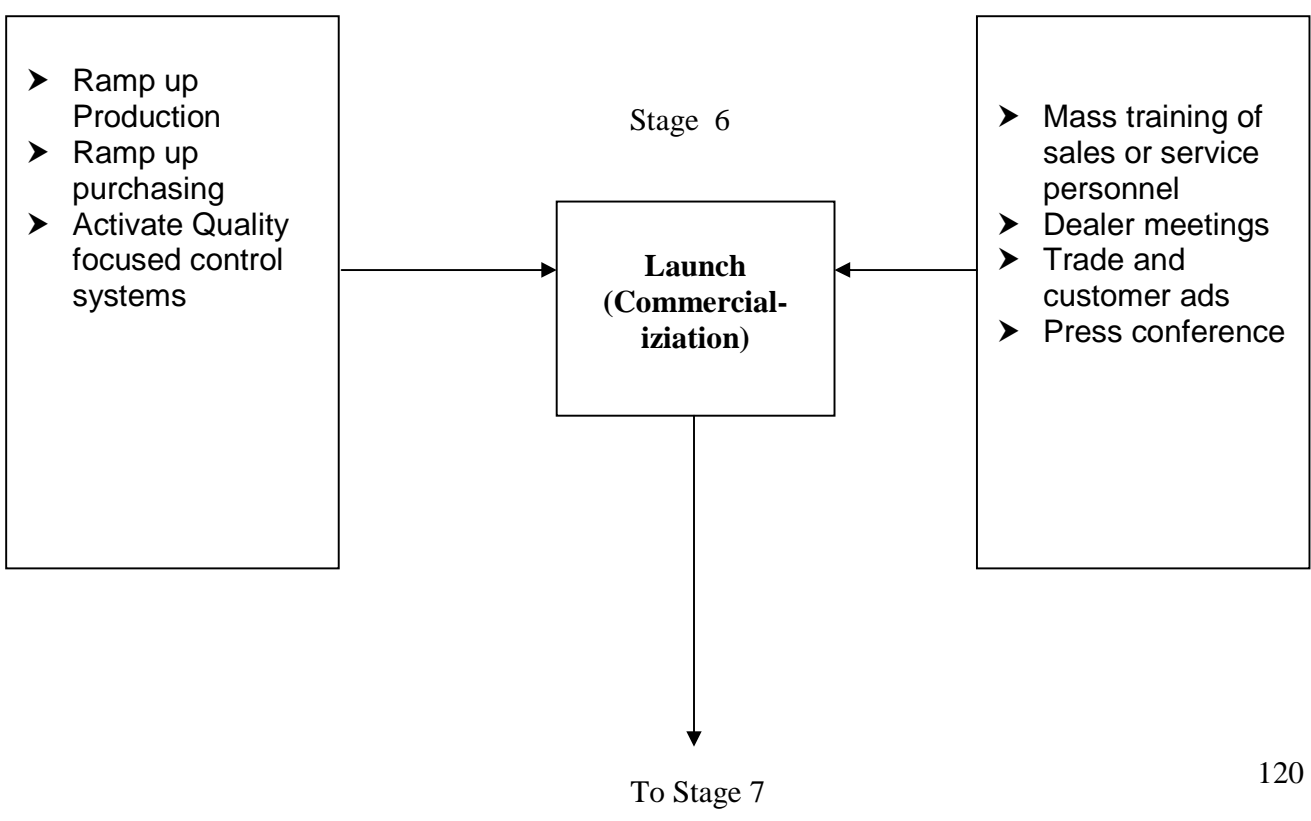 ➤ Ramp up
Production
➤ Ramp up
purchasing
➤ Activate Quality
focused control
systems
Stage 6
Launch
(Commercial-
iziation)
➤ Mass training of
sales or service
personnel
➤ Dealer meetings
➤ Trade and
customer ads
➤ Press conference
To Stage 7
120